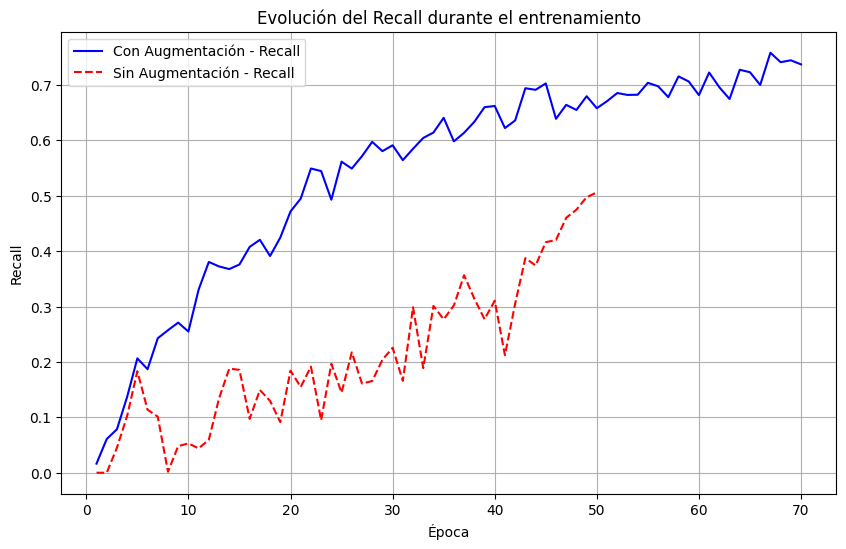 Evolución del Recall durante el entrenamiento
Con Augmentación - Recall
Sin Augmentación - Recall
Recall
0.7
0.6
0.5
0.4
0.3
0.2
0.1
0.0
0 10 20 30 40 50 60 70
Época